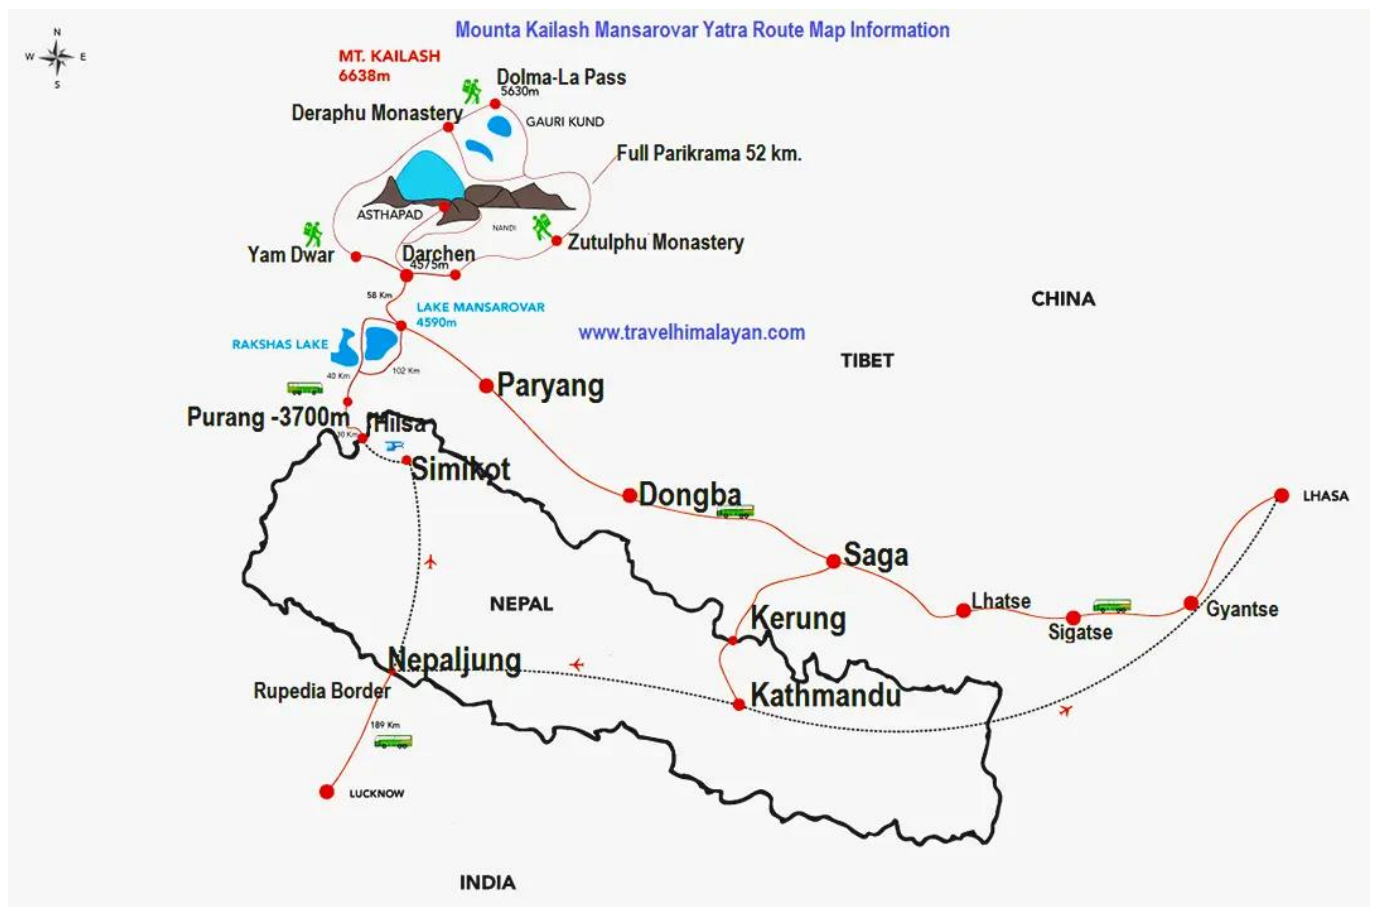 Mounta Kailash Mansarovar Yatra Route Map Information
N
W
E
S
MT. KAILASH
6638m
Dolma-La Pass
5630m
Deraphu Monastery
GAURI KUND
Full Parikrama 52 km.
ASTHAPAD
NANDI
Yam Dwar
Darchen
4575m
Zutulphu Monastery
58 Km
LAKE MANSAROVAR
4590m
CHINA
www.travelhimalayan.com
RAKSHAS LAKE
TIBET
40 Km
102 Km
Paryang
Purang -3700m
Hilsa
30 Km
Simikot
Dongba
LHASA
Saga
NEPAL
Lhatse
Kerung
Gyantse
Sigatse
Nepaljung
Rupedia Border
Kathmandu
189 Km
LUCKNOW
INDIA